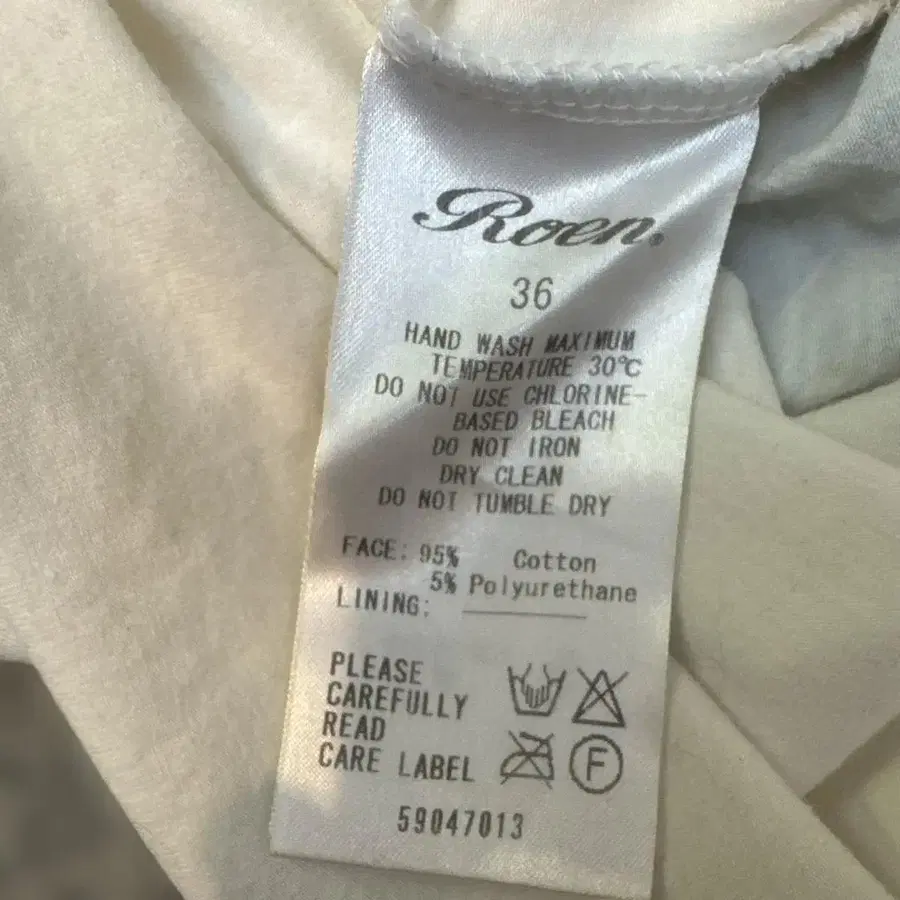 Roen.
36
HAND WASH MAXIMUM
TEMPERATURE 30℃
DO NOT USE CHLORINE-
BASED BLEACH
DO NOT IRON
DRY CLEAN
DO NOT TUMBLE DRY
FACE: 95% Cotton
5% Polyurethane
LINING:
PLEASE
CAREFULLY
READ
CARE LABEL
F
59047013